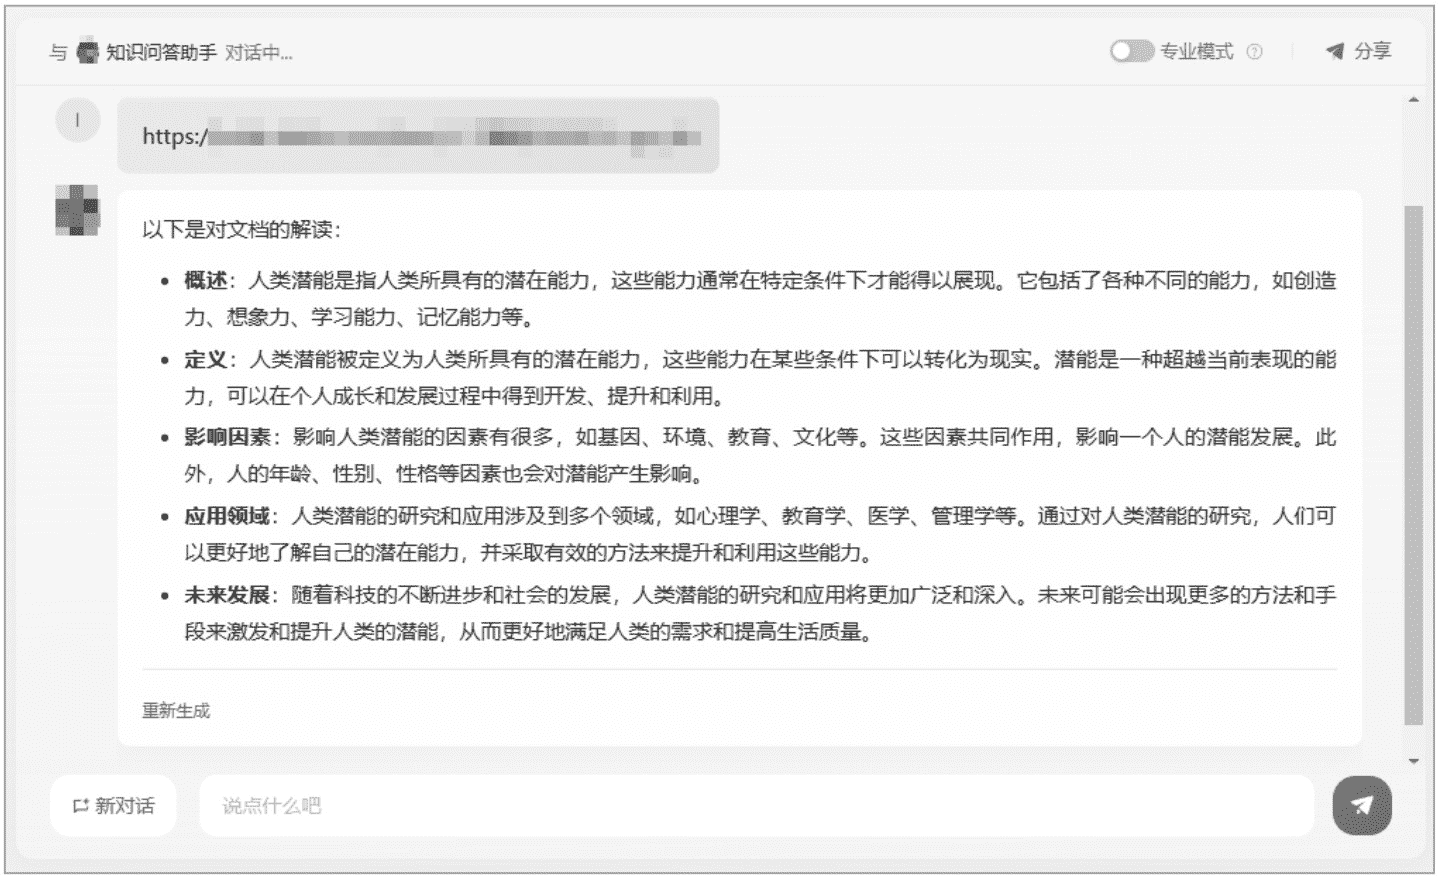 与 知识问答助手 对话中... 专业模式 ? 分享
I
https:/
以下是对文档的解读：
• 概述：人类潜能是指人类所具有的潜在能力，这些能力通常在特定条件下才能得以展现。它包括了各种不同的能力，如创造
力、想象力、学习能力、记忆能力等。
• 定义：人类潜能被定义为人类所具有的潜在能力，这些能力在某些条件下可以转化为现实。潜能是一种超越当前表现的能
力，可以在个人成长和发展过程中得到开发、提升和利用。
• 影响因素：影响人类潜能的因素有很多，如基因、环境、教育、文化等。这些因素共同作用，影响一个人的潜能发展。此
外，人的年龄、性别、性格等因素也会对潜能产生影响。
• 应用领域：人类潜能的研究和应用涉及到多个领域，如心理学、教育学、医学、管理学等。通过对人类潜能的研究，人们可
以更好地了解自己的潜在能力，并采取有效的方法来提升和利用这些能力。
• 未来发展：随着科技的不断进步和社会的发展，人类潜能的研究和应用将更加广泛和深入。未来可能会出现更多的方法和手
段来激发和提升人类的潜能，从而更好地满足人类的需求和提高生活质量。
重新生成
新对话 说点什么吧